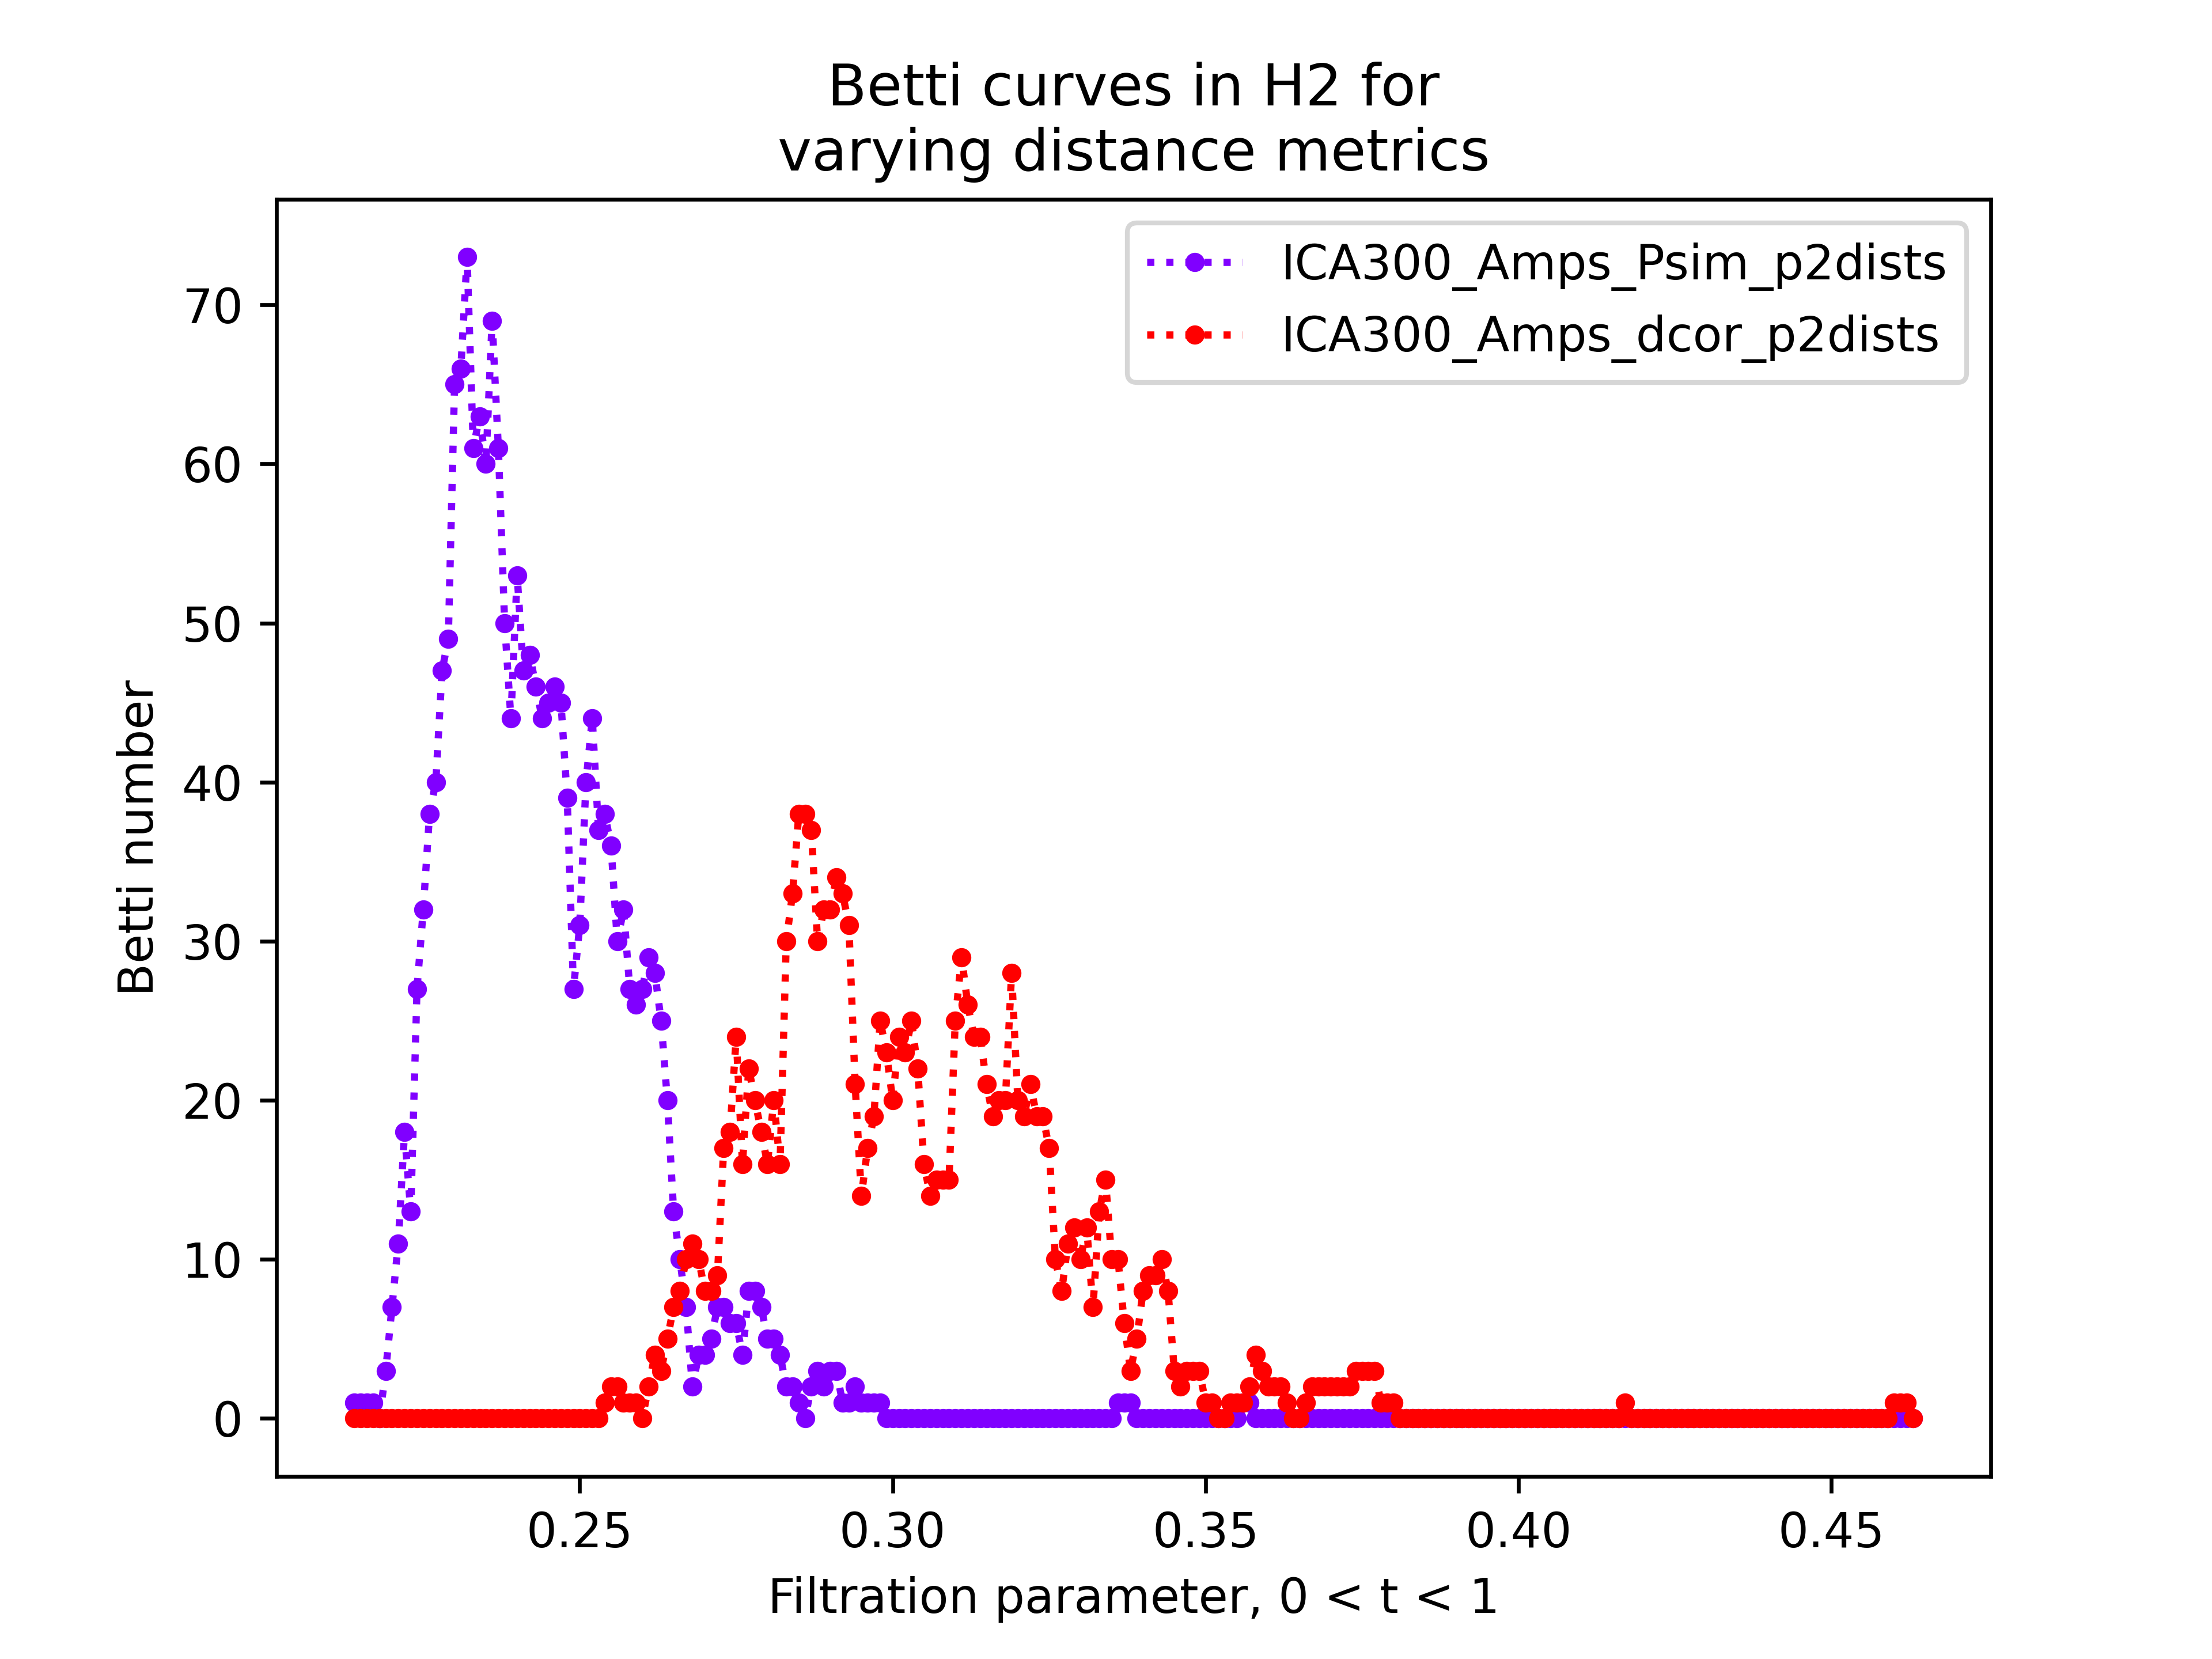 Betti curves in H2 for
varying distance metrics
ICA300_Amps_Psim_p2dists
ICA300_Amps_dcor_p2dists
Betti number
70
60
50
40
30
20
10
0
0.25 0.30 0.35 0.40 0.45
Filtration parameter, 0 < t < 1